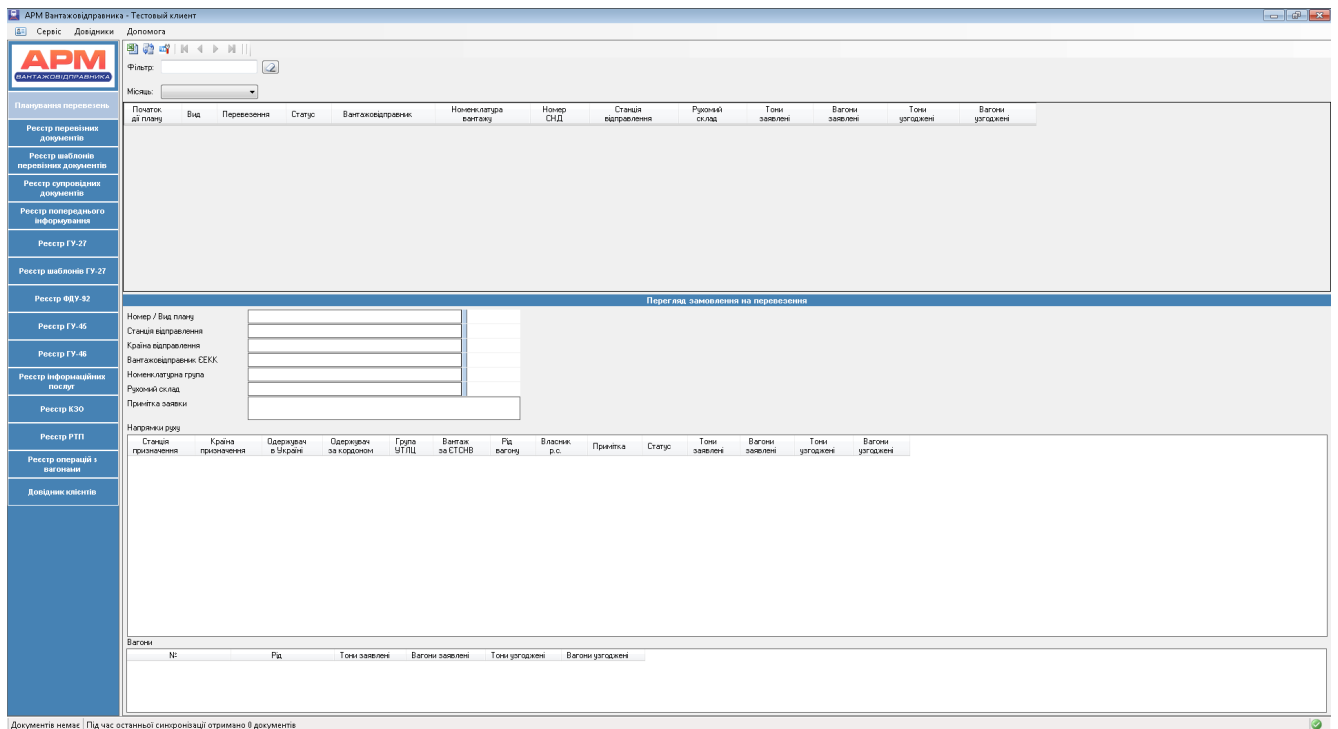 АРМ Вантажовідправника - Тестовый клиент
Сервіс Довідники Допомога
АРМ
ВАНТАЖОВІДПРАВНИКА
Фільтр:
Місяць:
Планування перевезень
Реєстр перевізних
документів
Реєстр шаблонів
перевізних документів
Реєстр супровідних
документів
Реєстр попереднього
інформування
Реєстр ГУ-27
Реєстр шаблонів ГУ-27
Реєстр ФДУ-92
Реєстр ГУ-45
Реєстр ГУ-46
Реєстр інформаційних
послуг
Реєстр КЗО
Реєстр РТП
Реєстр операцій з
вагонами
Довідник клієнтів
Початок Номенклатура Номер Станція Рухомий Тони Вагони Тони Вагони
дії плану Вид Перевезення Статус Вантажовідправник вантажу СНД відправлення склад заявлені заявлені узгоджені узгоджені
Перегляд замовлення на перевезення
Номер / Вид плану
Станція відправлення
Країна відправлення
Вантажовідправник ЄЕКК
Номенклатурна група
Рухомий склад
Примітка заявки
Напрямки руху
Станція Країна Одержувач Одержувач Група Вантаж Рід Власник Примітка Статус Тони Вагони Тони Вагони
призначення призначення в Україні за кордоном УТЛЦ за ЄТСНВ вагону р.с. заявлені заявлені узгоджені узгоджені
Вагони
№ Рід Тони заявлені Вагони заявлені Тони узгоджені Вагони узгоджені
Документів немає Під час останньої синхронізації отримано 0 документів